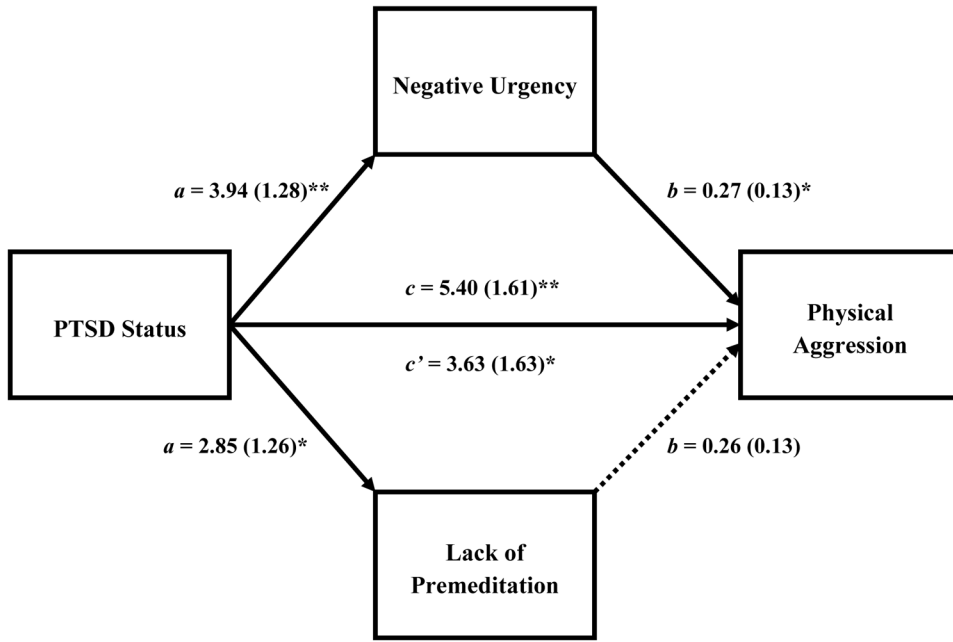 Negative Urgency
a = 3.94 (1.28)**
b = 0.27 (0.13)*
PTSD Status
c = 5.40 (1.61)**
c’ = 3.63 (1.63)*
Physical
Aggression
a = 2.85 (1.26)*
b = 0.26 (0.13)
Lack of
Premeditation